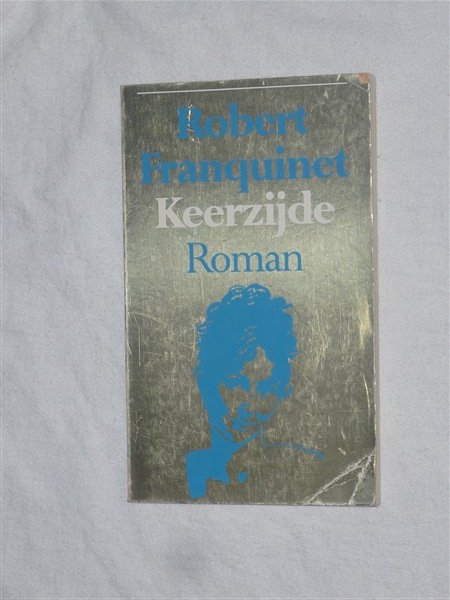 Robert
Franquinet
Keerzijde
Roman